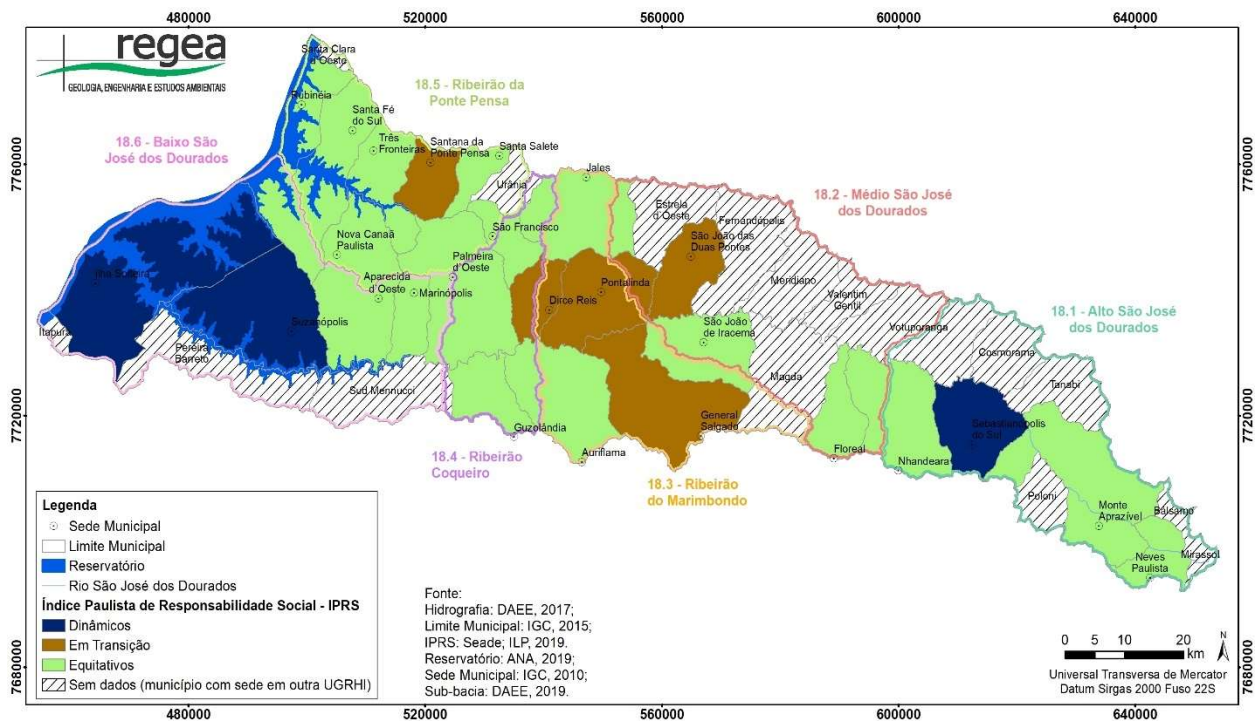 480000
520000
560000
600000
640000
regea
GEOLOGIA, ENGENHARIA E ESTUDOS AMBIENTAIS
7760000
7720000
7680000
7760000
7720000
7680000
18.5 - Ribeirão da
Ponte Pensa
18.6 - Baixo São
José dos Dourados
18.2 - Médio São José
dos Dourados
18.1 - Alto São José
dos Dourados
18.4 - Ribeirão
Coqueiro
18.3 - Ribeirão
do Marimbondo
Santa Clara
d'Oeste
Rubinéia
Santa Fé
do Sul
Três
Fronteiras
Santana da
Ponte Pensa
Santa Salete
Urânia
Jales
Estrela
d'Oeste
Fernandópolis
São João das
Duas Pontes
São Francisco
Nova Canaã
Paulista
Palmeira
d'Oeste
Aparecida
d'Oeste
Marinópolis
Ilha Solteira
Itapura
Suzanápolis
Pereira
Barreto
Sud Mennucci
Dirce Reis
Pontalinda
Meridiano
Valentim
Gentil
Votuporanga
Cosmorama
Tanabi
São João
de Iracema
Magda
General
Salgado
Guzolândia
Auriflama
Floreal
Nhandeara
Sebastianópolis
do Sul
Poloni
Monte
Aprazível
Bálsamo
Mirassol
Neves
Paulista
Legenda
Sede Municipal
Limite Municipal
Reservatório
Rio São José dos Dourados
Índice Paulista de Responsabilidade Social - IPRS
Dinâmicos
Em Transição
Equitativos
Sem dados (município com sede em outra UGRHI)
Fonte:
Hidrografia: DAEE, 2017;
Limite Municipal: IGC, 2015;
IPRS: Seade; ILP, 2019.
Reservatório: ANA, 2019;
Sede Municipal: IGC, 2010;
Sub-bacia: DAEE, 2019.
0 5 10 20
km
N
Universal Transversa de Mercator
Datum Sirgas 2000 Fuso 22S
480000
520000
560000
600000
640000